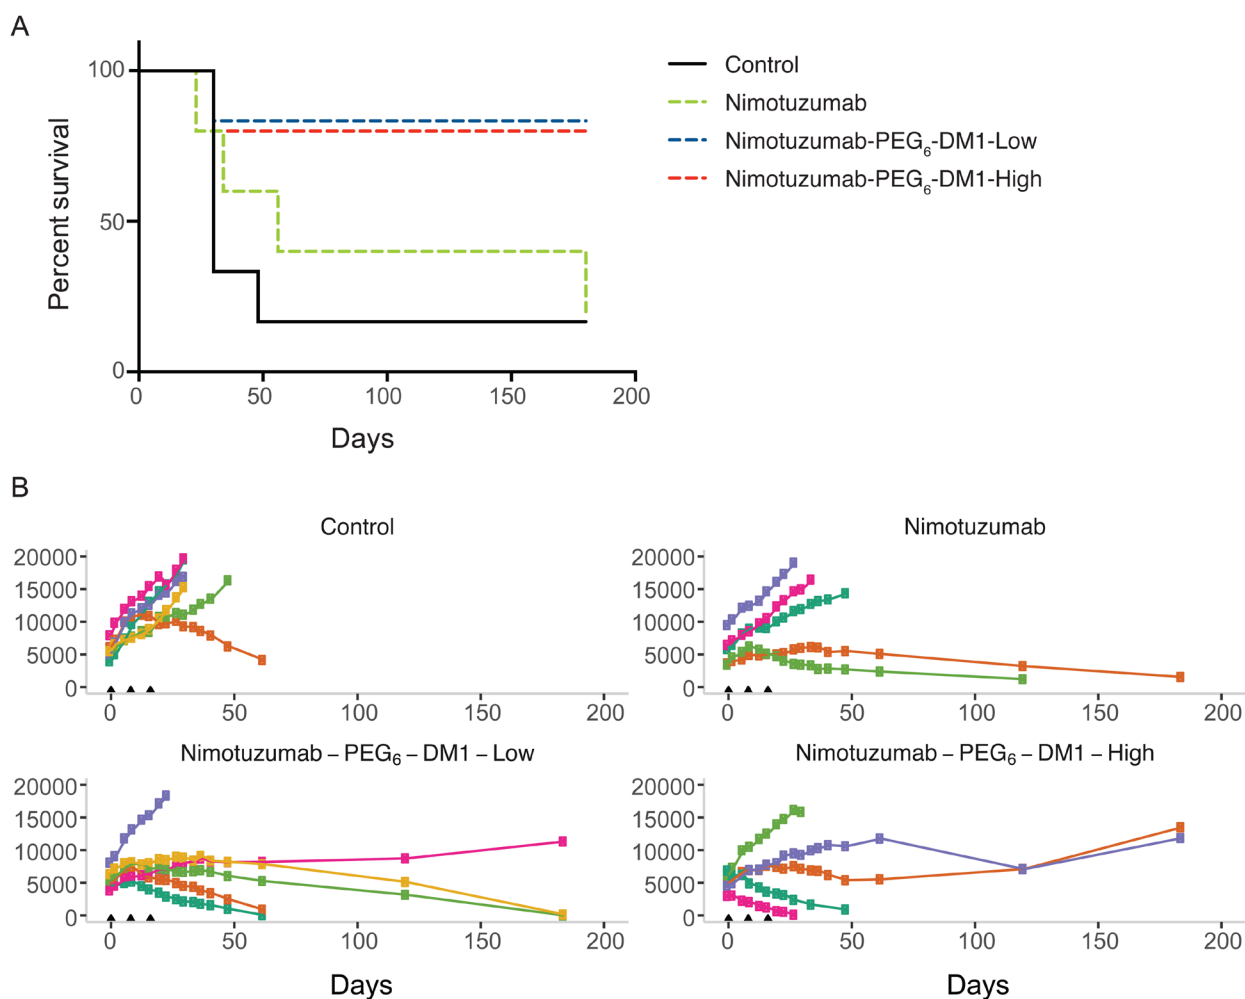 A
Percent survival
100
50
0
0 50 100 150 200
Days
Control
Nimotuzumab
Nimotuzumab-PEG6-DM1-Low
Nimotuzumab-PEG6-DM1-High
B
Control
20000
15000
10000
5000
0
0 50 100 150 200
Nimotuzumab
20000
15000
10000
5000
0
0 50 100 150 200
Nimotuzumab – PEG6 – DM1 – Low
20000
15000
10000
5000
0
0 50 100 150 200
Days
Nimotuzumab – PEG6 – DM1 – High
20000
15000
10000
5000
0
0 50 100 150 200
Days